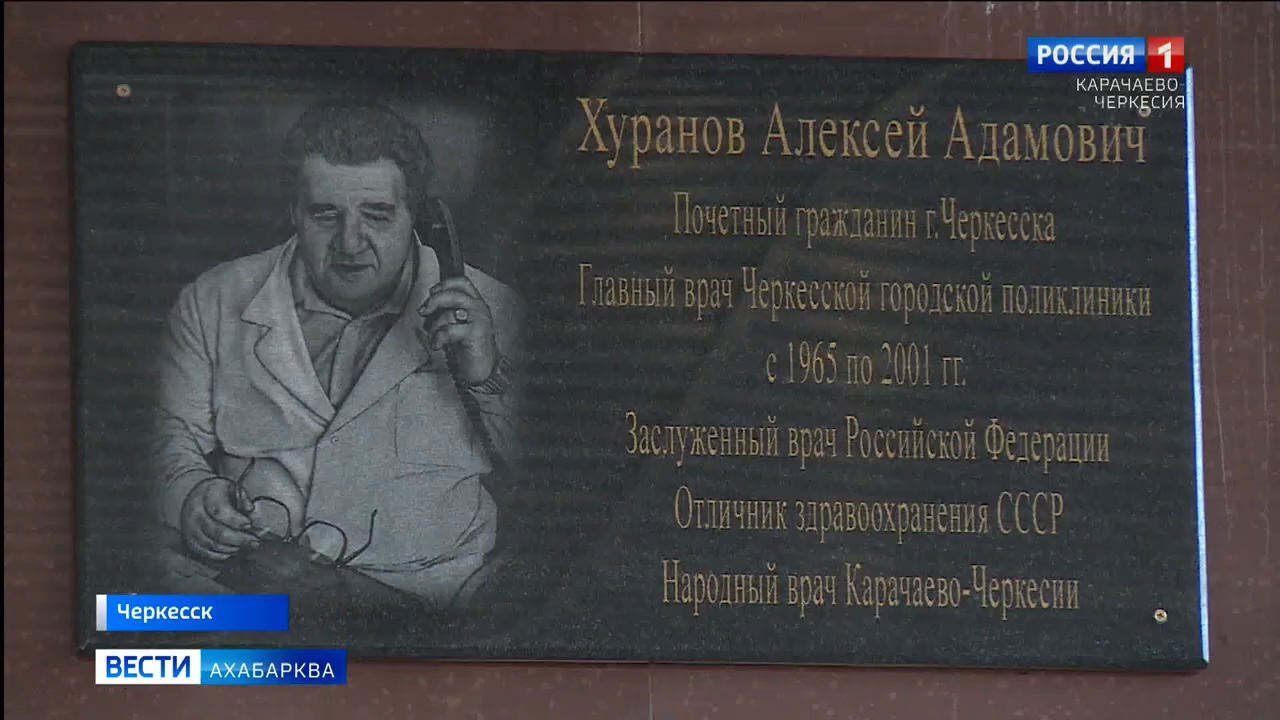 РОССИЯ 1
КАРАЧАЕВО-
ЧЕРКЕСИЯ
Хуранов Алексей Адамович
Почетный гражданин г.Черкесска
Главный врач Черкесской городской поликлиники
с 1965 по 2001 гг.
Заслуженный врач Российской Федерации
Отличник здравоохранения СССР
Народный врач Карачаево-Черкесии
Черкесск
ВЕСТИ АХАБАРКВА